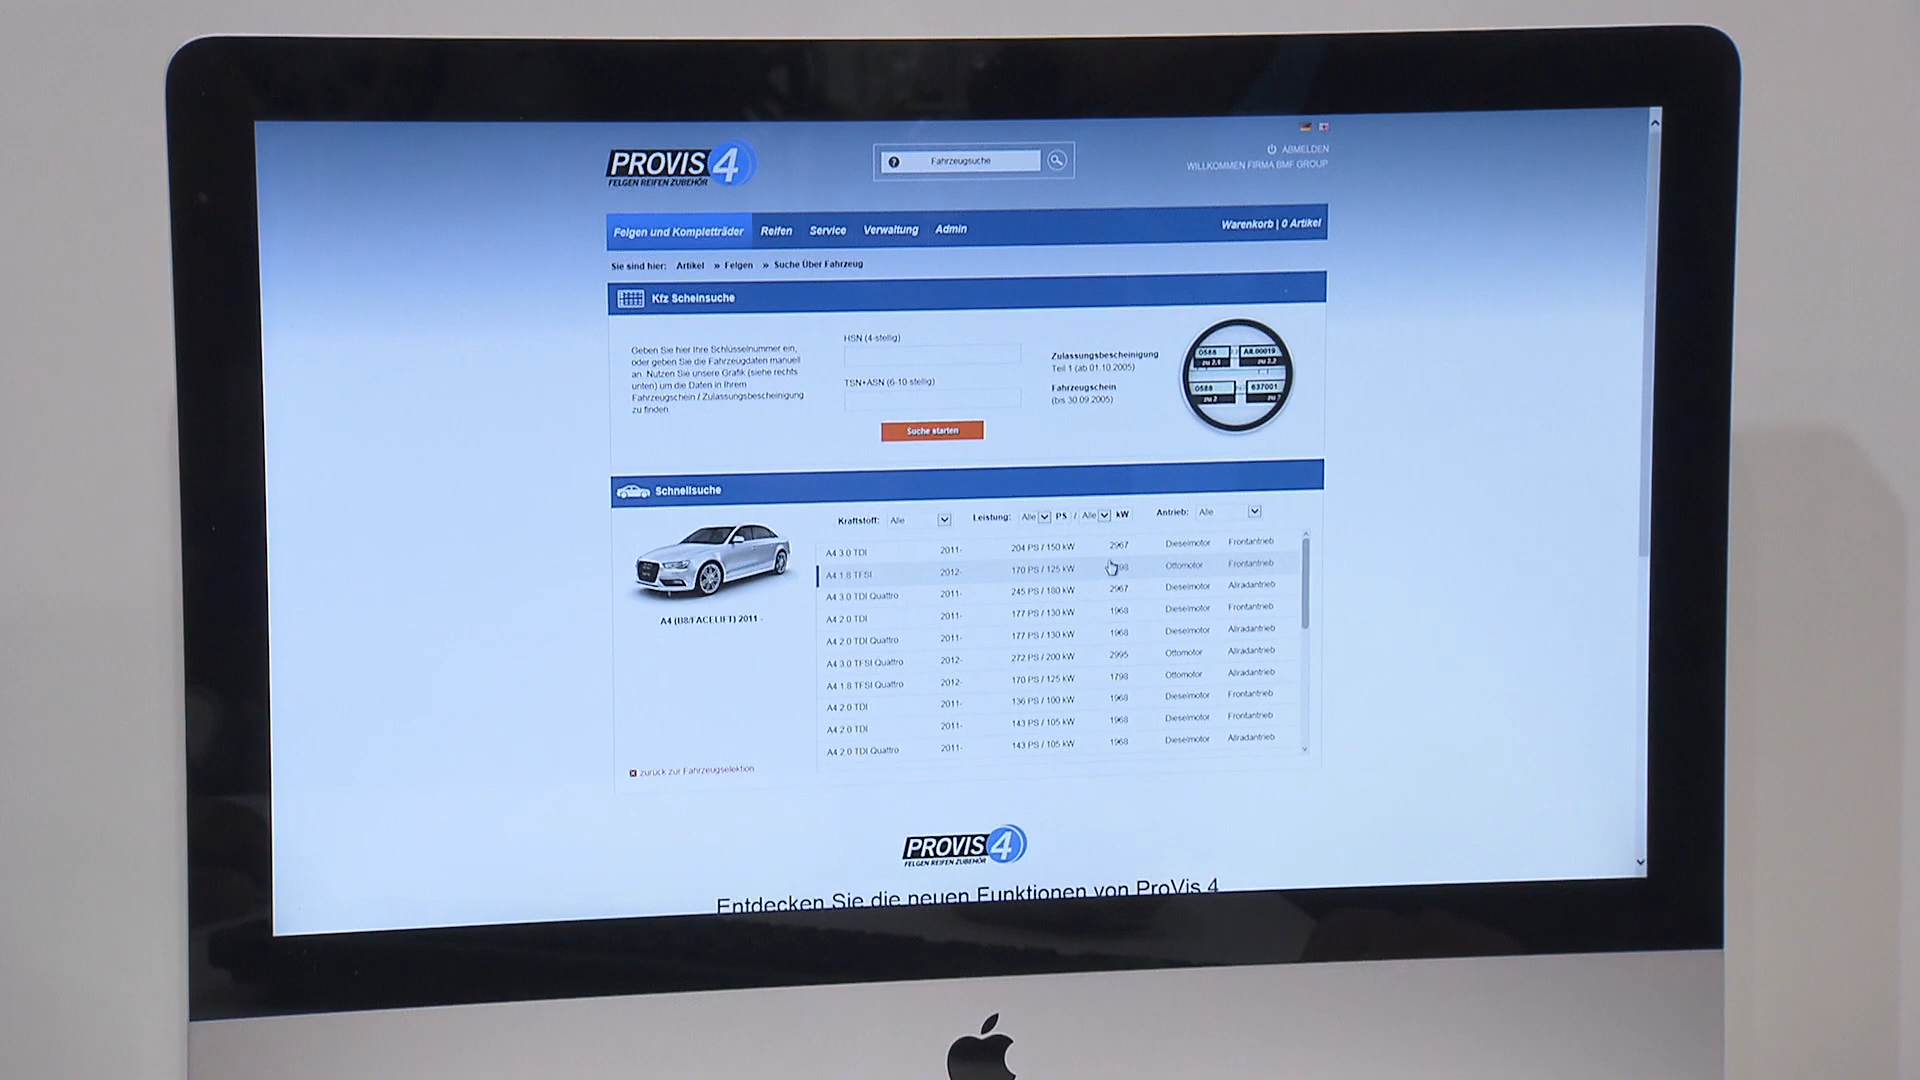 PROVIS 4
FELGEN REIFEN ZUBEHÖR
? Fahrzeugsuche
ABMELDEN
WILLKOMMEN FIRMA BMF GROUP
Felgen und Kompletträder Reifen Service Verwaltung Admin Warenkorb | 0 Artikel
Sie sind hier: Artikel » Felgen » Suche Über Fahrzeug
Kfz Scheinsuche
Geben Sie hier Ihre Schlüsselnummer ein,
oder geben Sie die Fahrzeugdaten manuell
an. Nutzen Sie unsere Grafik (siehe rechts
unten) um die Daten in Ihrem
Fahrzeugschein / Zulassungsbescheinigung
zu finden.
HSN (4-stellig)
TSN+ASN (6-10-stellig)
Suche starten
Zulassungsbescheinigung
Teil 1 (ab 01.10.2005)
Fahrzeugschein
(bis 30.09.2005)
0588 AIL00019
zu 2.1 zu 2.2
0588 637001
zu 2 zu 3
Schnellsuche
Kraftstoff: Alle Leistung: Alle PS / Alle kW Antrieb: Alle
A4 3.0 TDI 2011- 204 PS / 150 kW 2967 Dieselmotor Frontantrieb
A4 1.8 TFSI 2012- 170 PS / 125 kW 98 Ottomotor Frontantrieb
A4 3.0 TDI Quattro 2011- 245 PS / 180 kW 2967 Dieselmotor Allradantrieb
A4 2.0 TDI 2011- 177 PS / 130 kW 1968 Dieselmotor Frontantrieb
A4 2.0 TDI Quattro 2011- 177 PS / 130 kW 1968 Dieselmotor Allradantrieb
A4 3.0 TFSI Quattro 2012- 272 PS / 200 kW 2995 Ottomotor Allradantrieb
A4 1.8 TFSI Quattro 2012- 170 PS / 125 kW 1798 Ottomotor Allradantrieb
A4 2.0 TDI 2011- 136 PS / 100 kW 1968 Dieselmotor Frontantrieb
A4 2.0 TDI 2011- 143 PS / 105 kW 1968 Dieselmotor Frontantrieb
A4 2.0 TDI Quattro 2011- 143 PS / 105 kW 1968 Dieselmotor Allradantrieb
A4 (B8/FACELIFT) 2011 -
zurück zur Fahrzeugselektion
PROVIS 4
FELGEN REIFEN ZUBEHÖR
Entdecken Sie die neuen Funktionen von ProVis 4